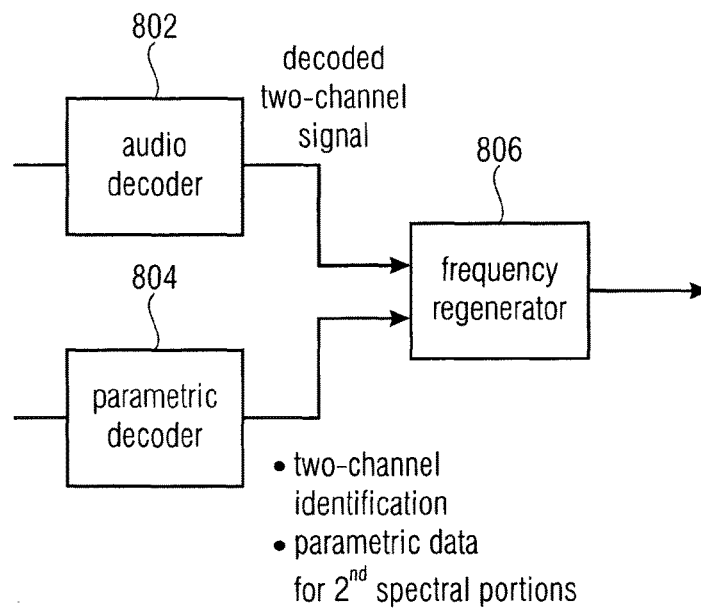 802
audio
decoder
decoded
two-channel
signal
806
frequency
regenerator
804
parametric
decoder
• two-channel
identification
• parametric data
for 2nd spectral portions